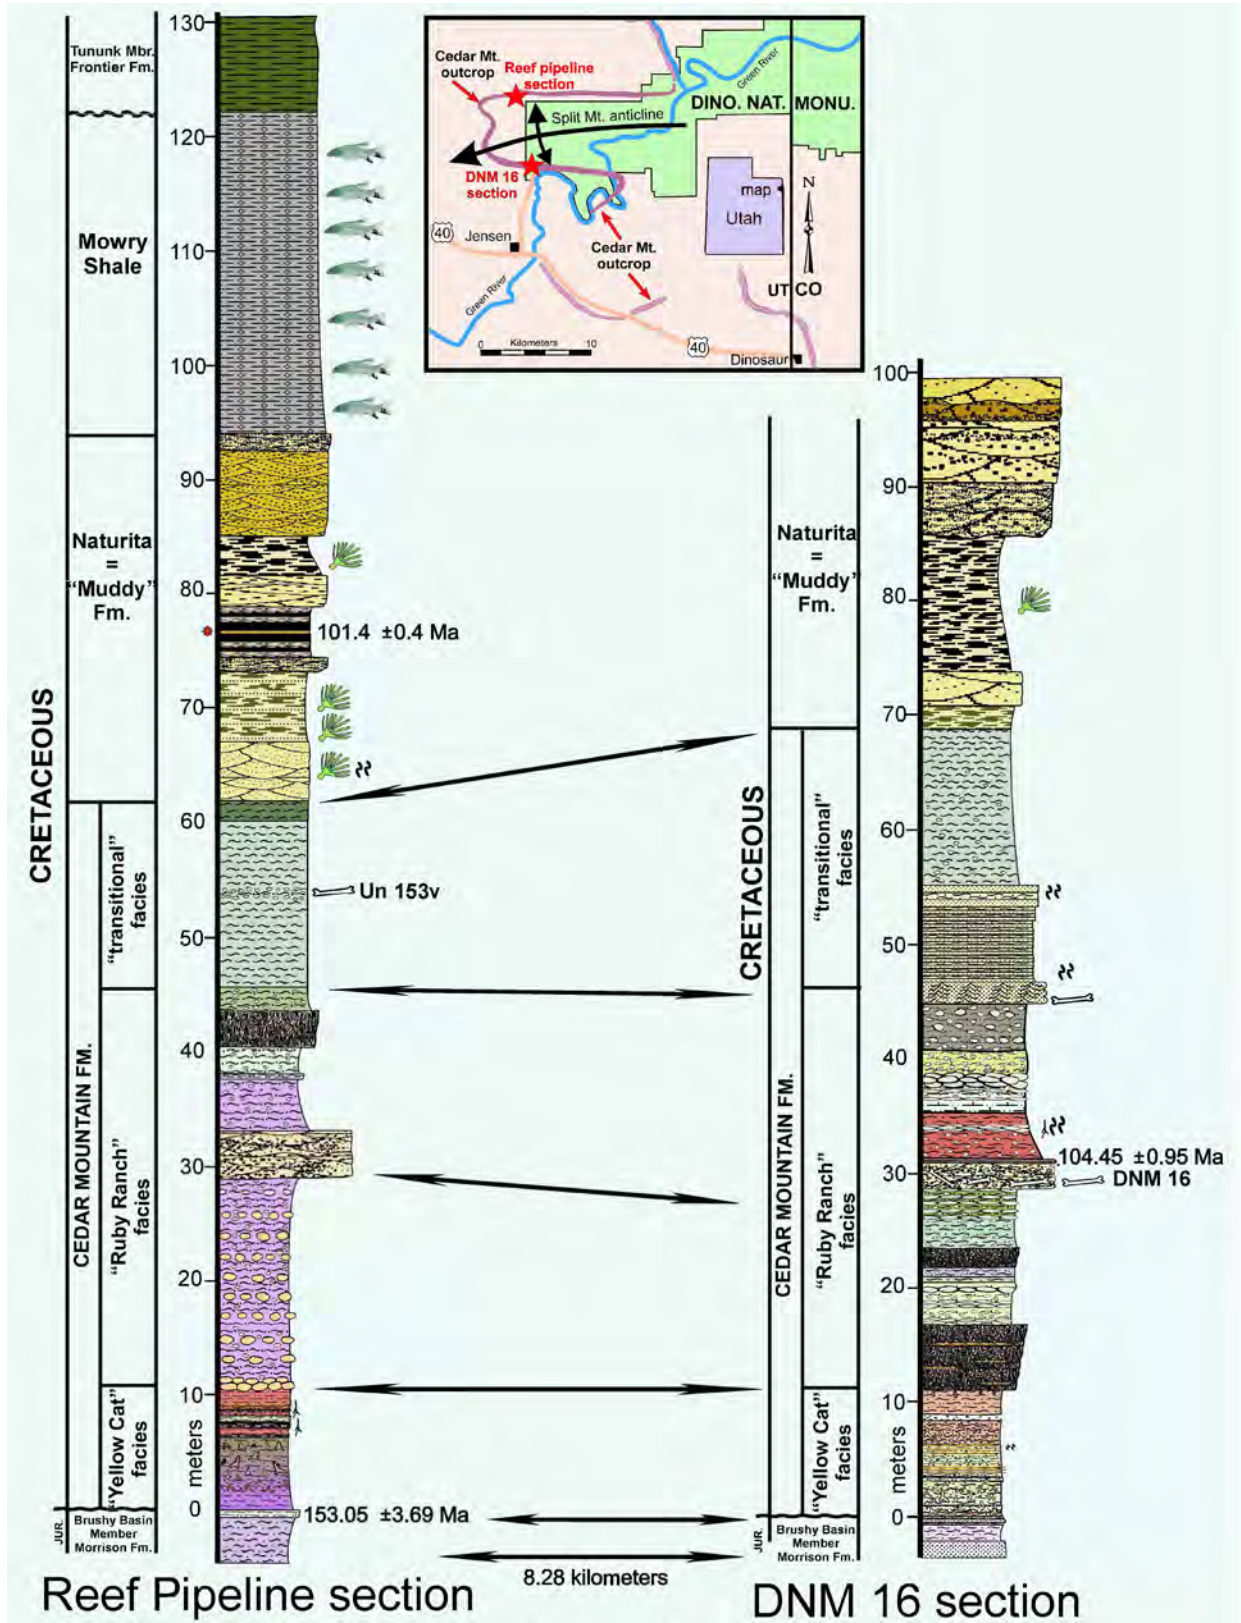 130
Tununk Mbr.
Frontier Fm.
120
Mowry
Shale
110
100
90
Naturita
=
“Muddy”
Fm.
80
101.4 ±0.4 Ma
70
CRETACEOUS
60
“transitional”
facies
Un 153v
50
40
CEDAR MOUNTAIN FM.
“Ruby Ranch”
facies
30
20
10
“Yellow Cat”
facies
meters
0
153.05 ±3.69 Ma
JUR.
Brushy Basin
Member
Morrison Fm.
Reef Pipeline section
Cedar Mt.
outcrop
Reef pipeline
section
Green River
DINO. NAT. MONU.
Split Mt. anticline
DNM 16
section
map
Utah
N
40
Jensen
Cedar Mt.
outcrop
Green River
UT CO
Kilometers
0 10
40
Dinosaur
100
90
Naturita
=
“Muddy”
Fm.
80
70
CRETACEOUS
“transitional”
facies
60
50
40
CEDAR MOUNTAIN FM.
“Ruby Ranch”
facies
104.45 ±0.95 Ma
30
DNM 16
20
10
“Yellow Cat”
facies
meters
0
JUR.
Brushy Basin
Member
Morrison Fm.
8.28 kilometers
DNM 16 section